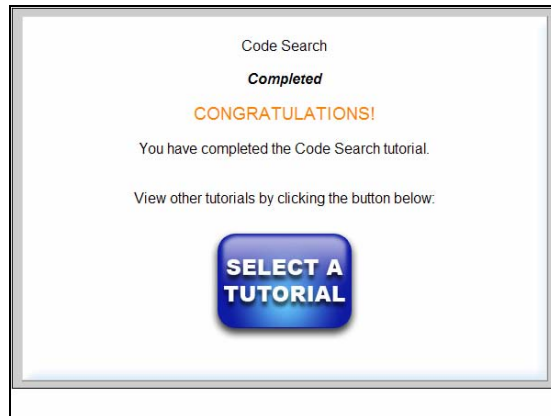 Code Search
Completed
CONGRATULATIONS!
You have completed the Code Search tutorial.
View other tutorials by clicking the button below:
SELECT A
TUTORIAL